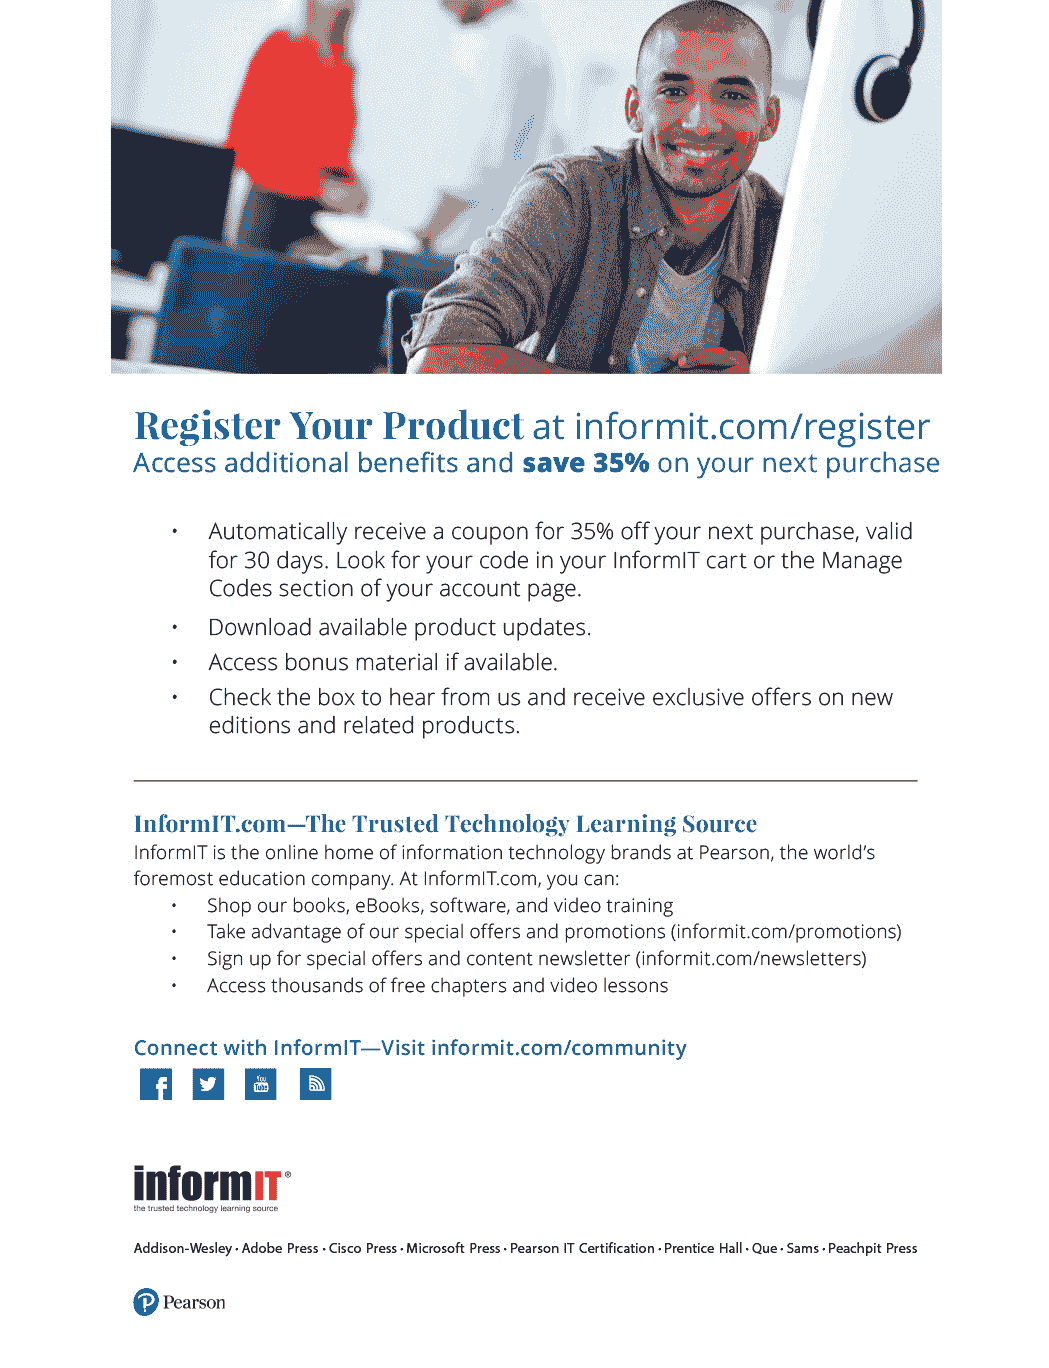 Register Your Product at informit.com/register
Access additional benefits and save 35% on your next purchase
• Automatically receive a coupon for 35% off your next purchase, valid
for 30 days. Look for your code in your InformIT cart or the Manage
Codes section of your account page.
• Download available product updates.
• Access bonus material if available.
• Check the box to hear from us and receive exclusive offers on new
editions and related products.
InformIT.com—The Trusted Technology Learning Source
InformIT is the online home of information technology brands at Pearson, the world’s
foremost education company. At InformIT.com, you can:
• Shop our books, eBooks, software, and video training
• Take advantage of our special offers and promotions (informit.com/promotions)
• Sign up for special offers and content newsletter (informit.com/newsletters)
• Access thousands of free chapters and video lessons
Connect with InformIT—Visit informit.com/community
You
Tube
informIT®
the trusted technology learning source
Addison-Wesley • Adobe Press • Cisco Press • Microsoft Press • Pearson IT Certification • Prentice Hall • Que • Sams • Peachpit Press
P Pearson